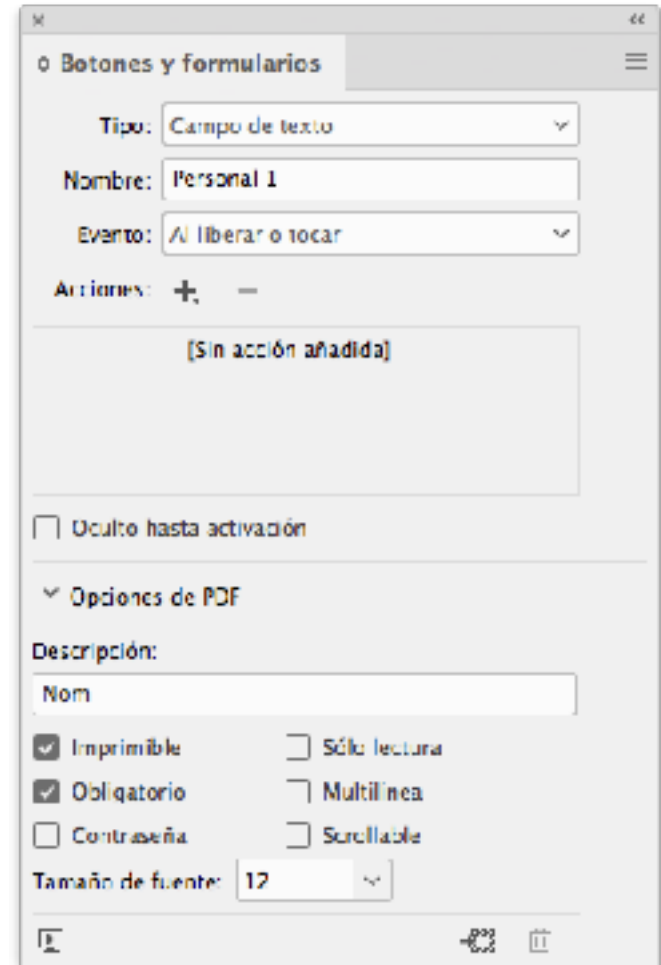 Botones y formularios
Tipo: Campo de texto
Nombre: Personal 1
Evento: Al liberar o tocar
Acciones:
[Sin acción añadida]
Oculto hasta activación
Opciones de PDF
Descripción:
Nom
Imprimible Sólo lectura
Obligatorio Multilínea
Contraseña Scrollable
Tamaño de fuente: 12